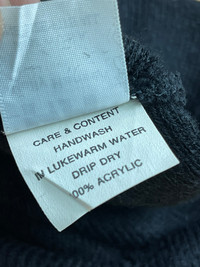 CARE & CONTENT
HANDWASH
IN LUKEWARM WATER
DRIP DRY
100% ACRYLIC